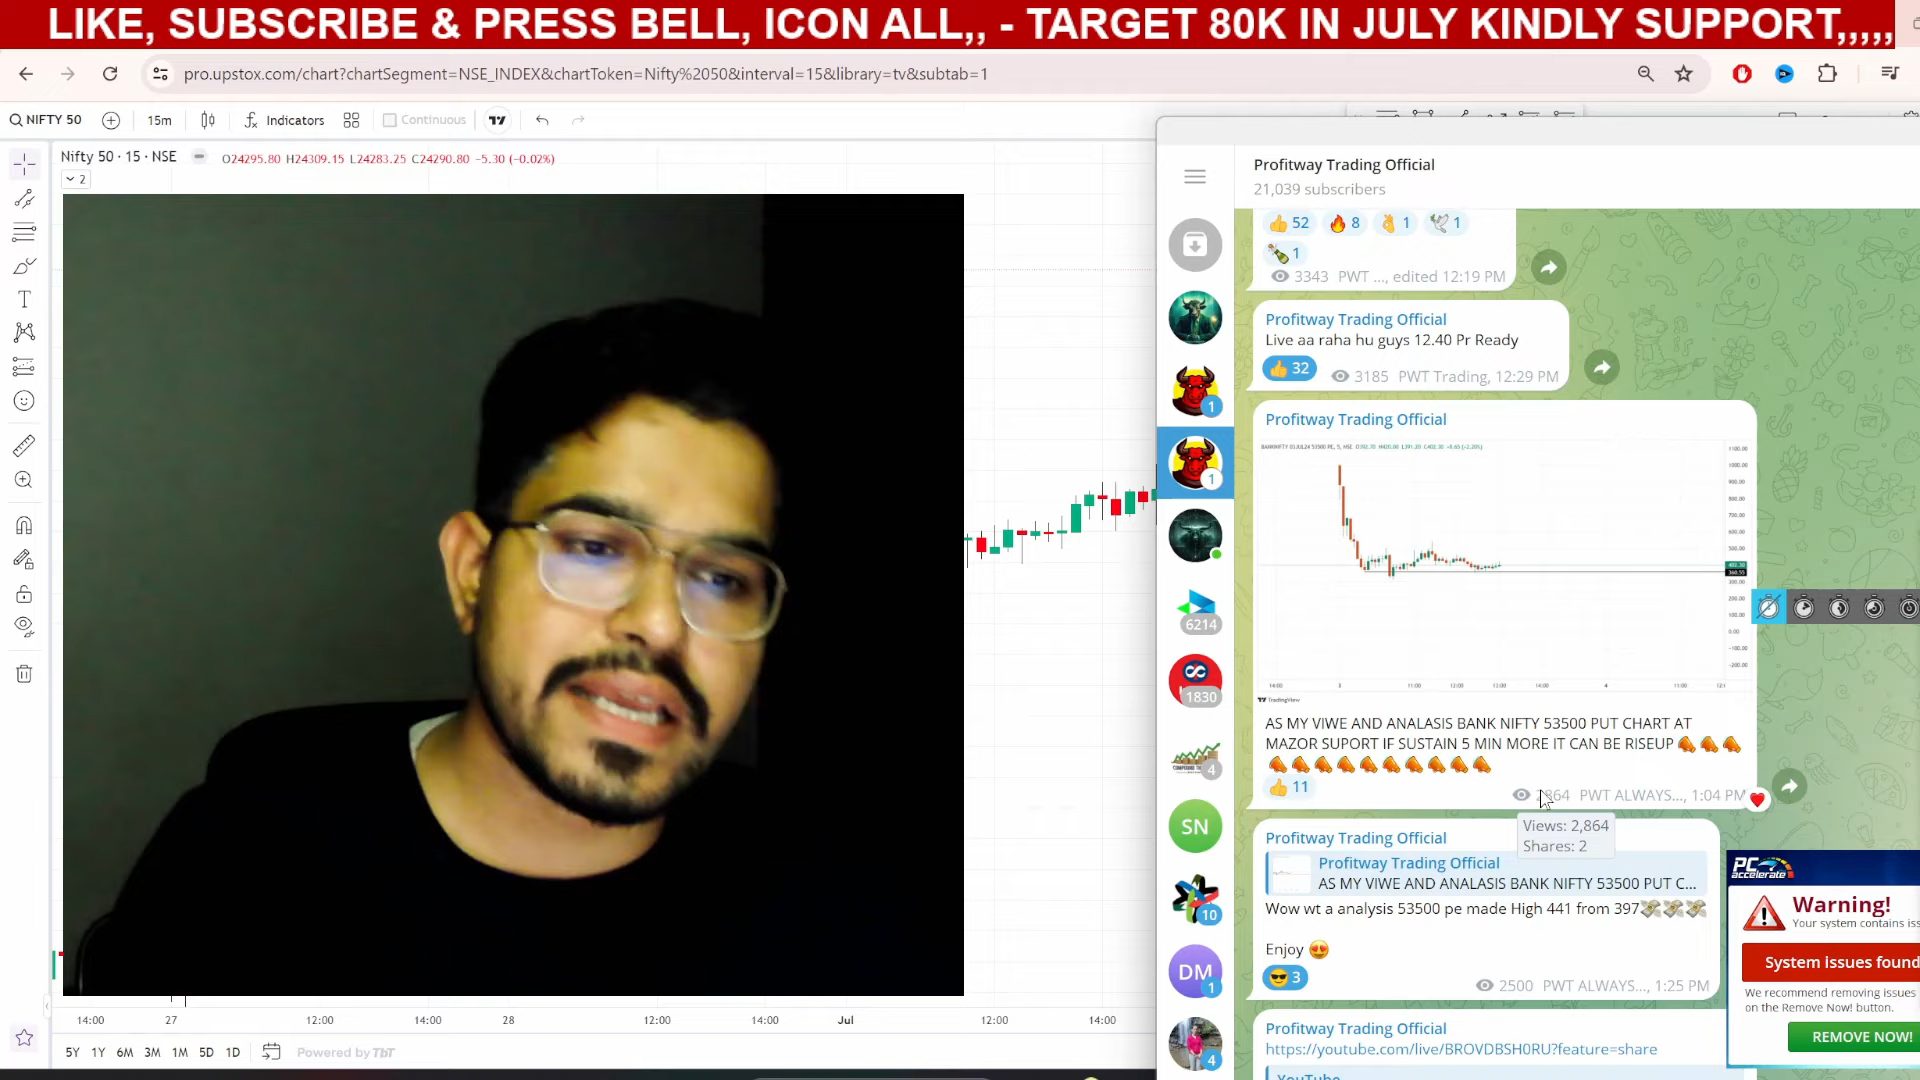 LIKE, SUBSCRIBE & PRESS BELL, ICON ALL,, - TARGET 80K IN JULY KINDLY SUPPORT,,,,,
pro.upstox.com/chart?chartSegment=NSE_INDEX&chartToken=Nifty%2050&interval=15&library=tv&subtab=1
NIFTY 50
15m
Indicators
Continuous
Nifty 50 · 15 · NSE
O24295.80 H24309.15 L24283.25 C24290.80 -5.30 (-0.02%)
2
14:00 27 12:00 14:00 28 12:00 14:00 Jul 12:00 14:00
5Y 1Y 6M 3M 1M 5D 1D
Powered by TbT
Profitway Trading Official
21,039 subscribers
6214
1830
4
SN
10
DM
1
4
1
1
52 8 1 1
1
3343 PWT ..., edited 12:19 PM
Profitway Trading Official
Live aa raha hu guys 12.40 Pr Ready
32
3185 PWT Trading, 12:29 PM
Profitway Trading Official
TradingView
AS MY VIWE AND ANALASIS BANK NIFTY 53500 PUT CHART AT
MAZOR SUPORT IF SUSTAIN 5 MIN MORE IT CAN BE RISEUP
11
PWT ALWAYS..., 1:04 PM
Views: 2,864
Shares: 2
Profitway Trading Official
Profitway Trading Official
AS MY VIWE AND ANALASIS BANK NIFTY 53500 PUT C...
Wow wt a analysis 53500 pe made High 441 from 397
Enjoy
3
2500 PWT ALWAYS..., 1:25 PM
Profitway Trading Official
https://youtube.com/live/BROVDBSH0RU?feature=share
YouTube
PC
accelerate
Warning!
Your system contains iss
System issues found
We recommend removing issues
on the Remove Now! button.
REMOVE NOW!